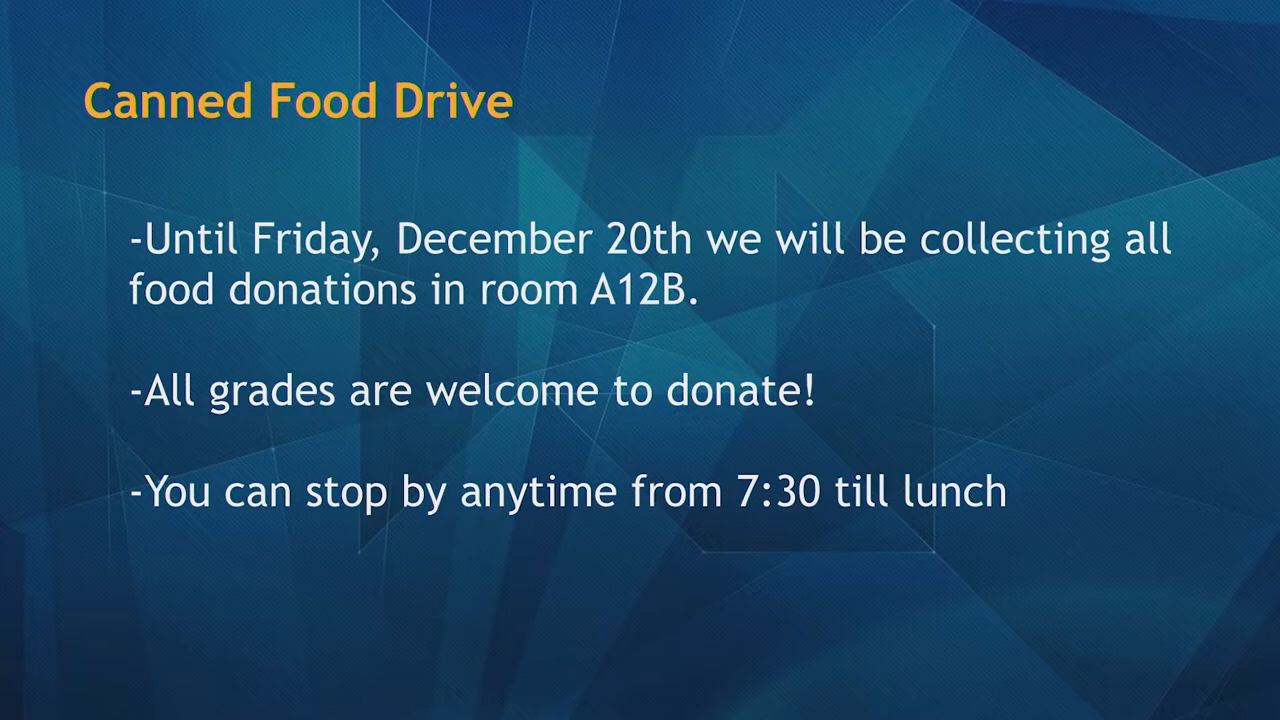 Canned Food Drive
-Until Friday, December 20th we will be collecting all
food donations in room A12B.
-All grades are welcome to donate!
-You can stop by anytime from 7:30 till lunch